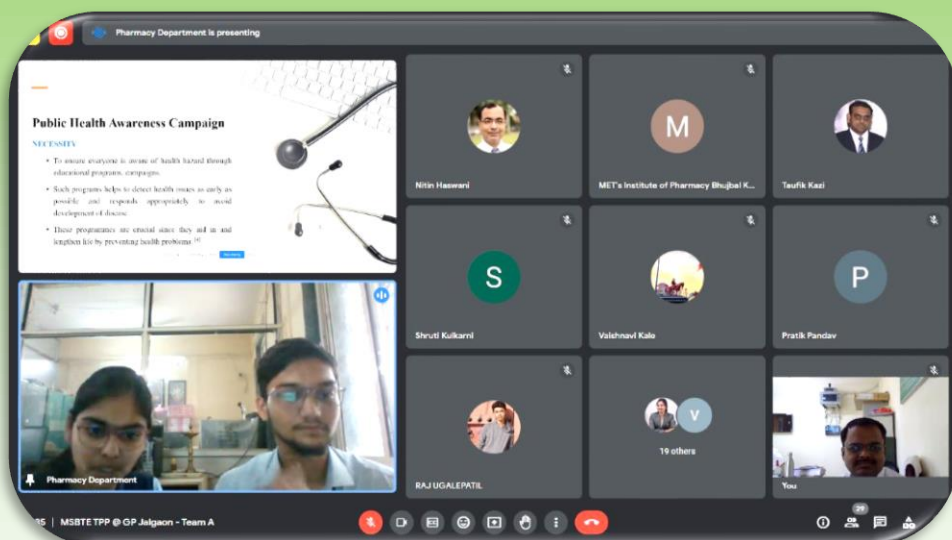 Pharmacy Department is presenting
Public Health Awareness Campaign
NECESSITY
• To ensure everyone is aware of health hazard through
educational programs, campaigns.
• Such programs helps to detect health issues as early as
possible and responds appropriately to avoid
development of disease
• These programmes are crucial since they aid in and
lengthen life by preventing health problems.
Nitin Haswani
M
MET's Institute of Pharmacy Bhujbal K...
Taufik Kazi
S
Shruti Kulkarni
Vaishnavi Kale
P
Pratik Pandav
Pharmacy Department
RAJ UGALEPATIL
V
19 others
You
MSBTE TPP @ GP Jalgaon - Team A
29